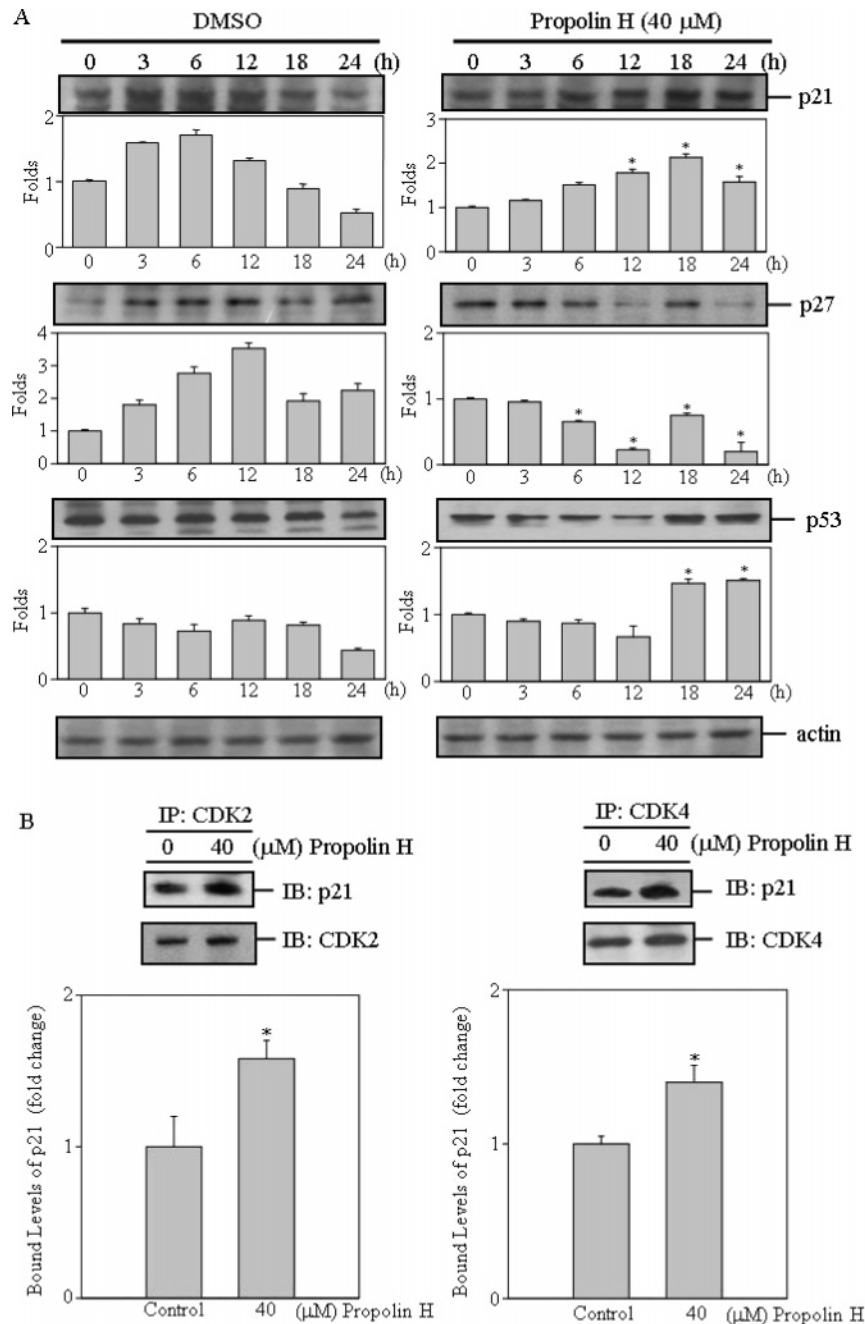 A
DMSO
0 3 6 12 18 24 (h)
Propolin H (40 μM)
0 3 6 12 18 24 (h)
p21
2
1
0
Folds
0 3 6 12 18 24 (h)
3
2
1
0
Folds
* * *
0 3 6 12 18 24 (h)
p27
4
3
2
1
0
Folds
0 3 6 12 18 24 (h)
2
1
0
Folds
* * * *
0 3 6 12 18 24 (h)
p53
2
1
0
Folds
0 3 6 12 18 24 (h)
2
1
0
Folds
* *
0 3 6 12 18 24 (h)
actin
B
IP: CDK2
0 40 (μM) Propolin H
IB: p21
IB: CDK2
IP: CDK4
0 40 (μM) Propolin H
IB: p21
IB: CDK4
2
1
0
Bound Levels of p21 (fold change)
*
Control 40 (μM) Propolin H
2
1
0
Bound Levels of p21 (fold change)
*
Control 40 (μM) Propolin H